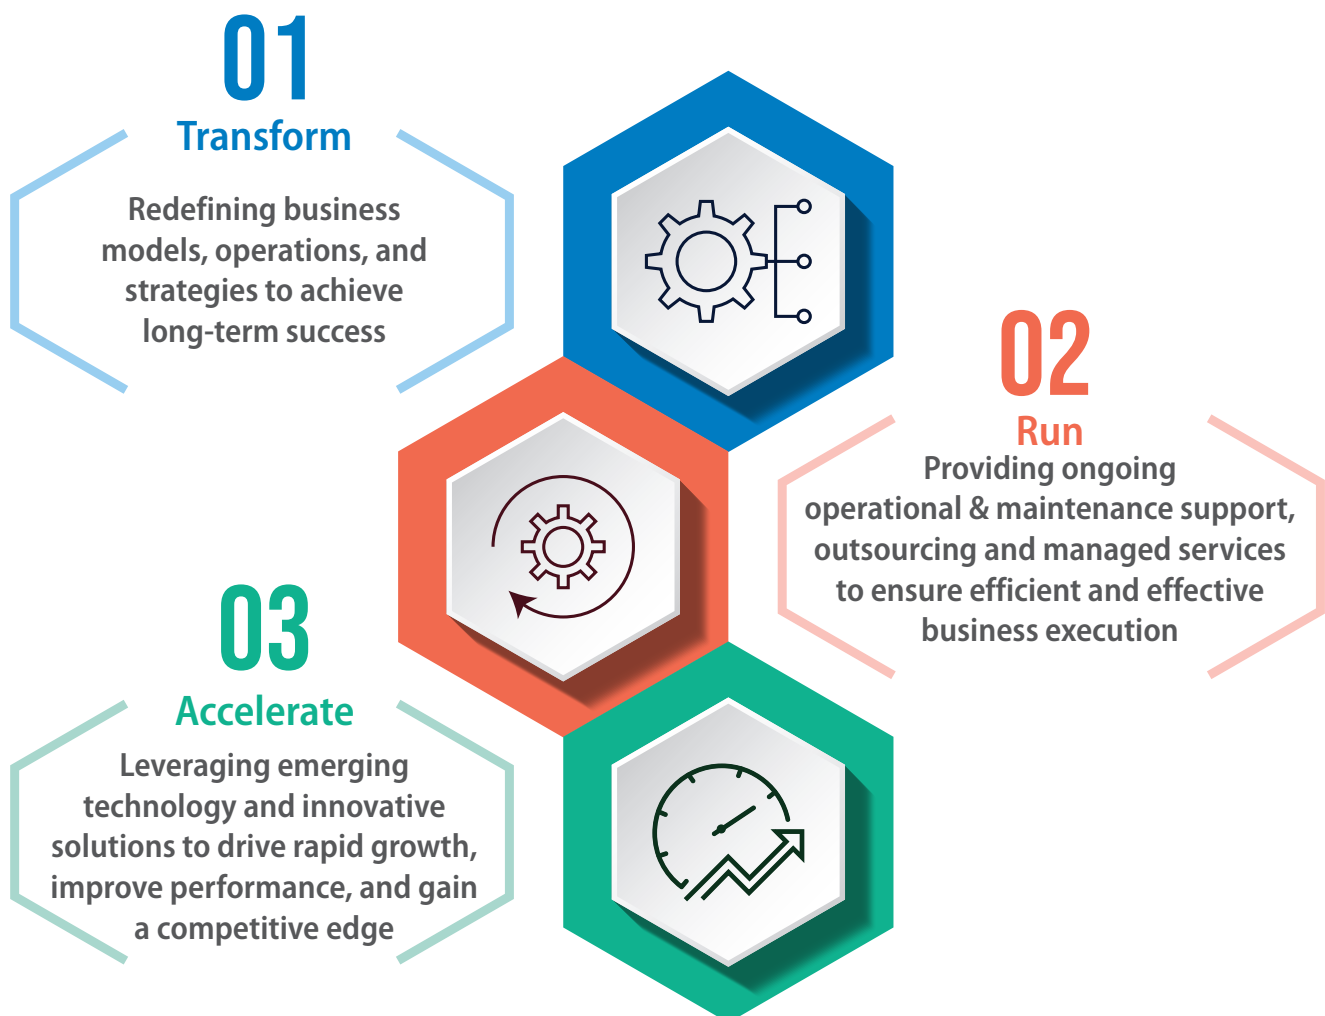 01
Transform
Redefining business
models, operations, and
strategies to achieve
long-term success
02
Run
Providing ongoing
operational & maintenance support,
outsourcing and managed services
to ensure efficient and effective
business execution
03
Accelerate
Leveraging emerging
technology and innovative
solutions to drive rapid growth,
improve performance, and gain
a competitive edge